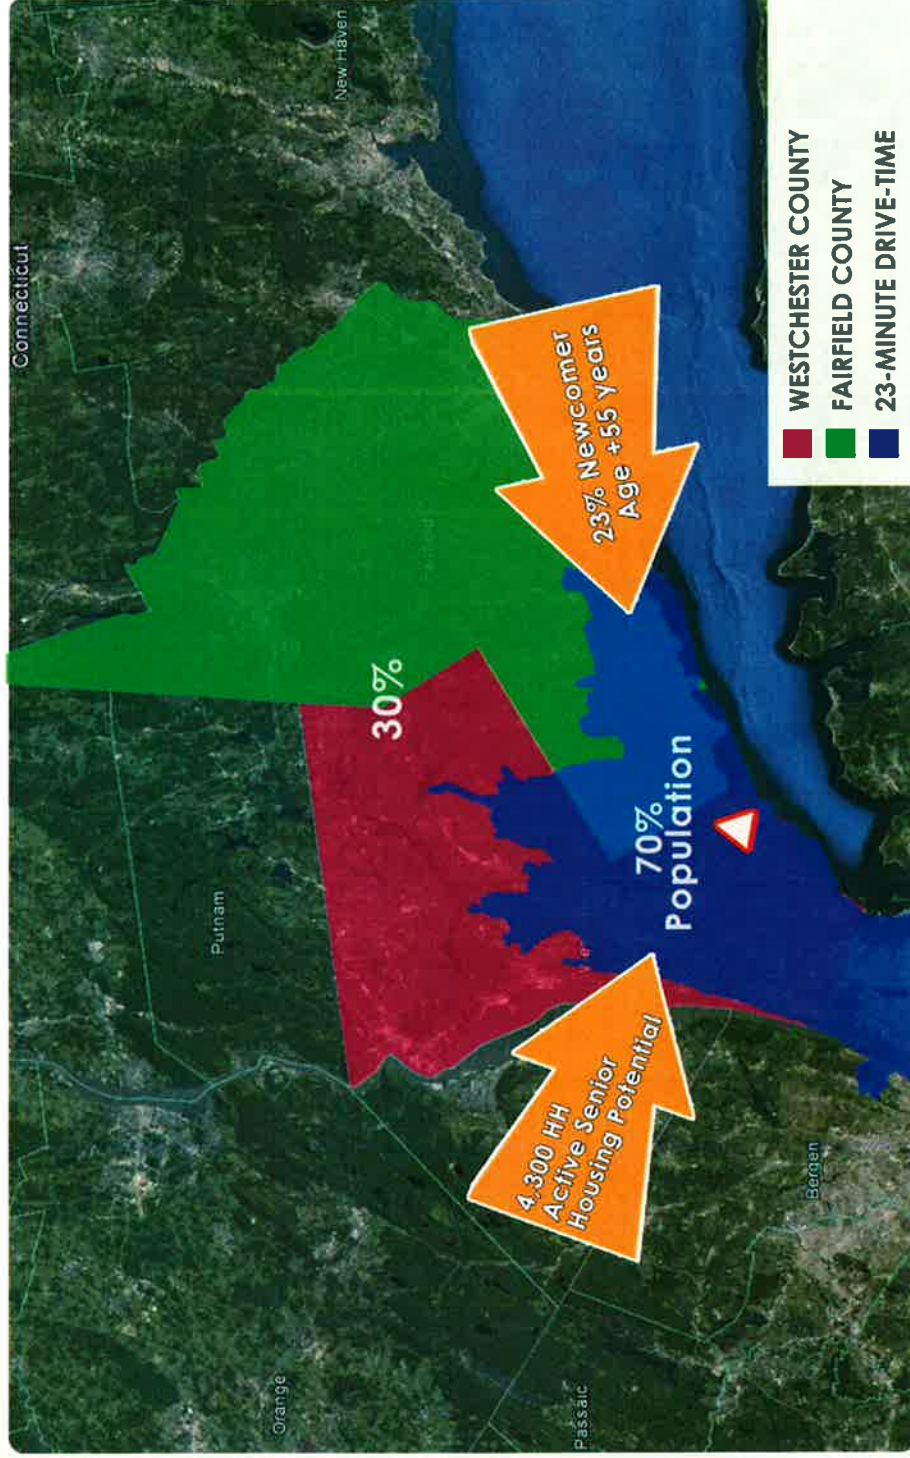 Connecticut
New Haven
Putnam
Orange
Passaic
Bergen
30%
70%
Population
4,300 HH
Active Senior
Housing Potential
23% Newcomer
Age +55 years
WESTCHESTER COUNTY
FAIRFIELD COUNTY
23-MINUTE DRIVE-TIME